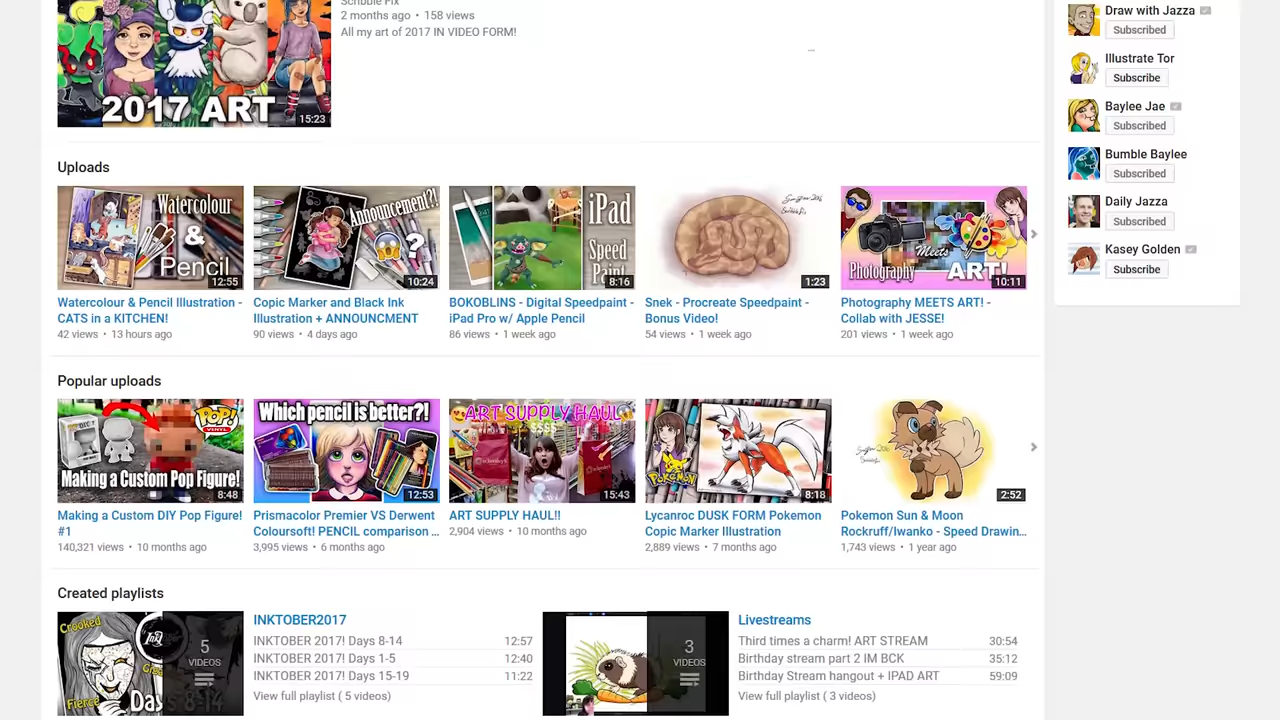 Scribble Fix
2 months ago • 158 views
All my art of 2017 IN VIDEO FORM!
2017 ART
15:23
Draw with Jazza
Subscribed
Illustrate Tor
Subscribe
Baylee Jae
Subscribed
Bumble Baylee
Subscribed
Daily Jazza
Subscribed
Kasey Golden
Subscribe
Uploads
Watercolour
&
Pencil
12:55
Announcement?!
?
10:24
iPad
Speed
Paint
8:16
1:23
Photography
Meets
ART!
10:11
Watercolour & Pencil Illustration -
CATS in a KITCHEN!
42 views • 13 hours ago
Copic Marker and Black Ink
Illustration + ANNOUNCMENT
90 views • 4 days ago
BOKOBLINS - Digital Speedpaint -
iPad Pro w/ Apple Pencil
86 views • 1 week ago
Snek - Procreate Speedpaint -
Bonus Video!
54 views • 1 week ago
Photography MEETS ART! -
Collab with JESSE!
201 views • 1 week ago
Popular uploads
POP!
Making a Custom Pop Figure!
8:48
Which pencil is better?!
12:53
ART SUPPLY HAUL
$$$$
15:43
POKEMON
8:18
2:52
Making a Custom DIY Pop Figure!
#1
140,321 views • 10 months ago
Prismacolor Premier VS Derwent
Coloursoft! PENCIL comparison ...
3,995 views • 6 months ago
ART SUPPLY HAUL!!
2,904 views • 10 months ago
Lycanroc DUSK FORM Pokemon
Copic Marker Illustration
2,889 views • 7 months ago
Pokemon Sun & Moon
Rockruff/Iwanko - Speed Drawin...
1,743 views • 1 year ago
Created playlists
Crooked
Fierce
Days 8-14
5
VIDEOS
INKTOBER2017
INKTOBER 2017! Days 8-14 12:57
INKTOBER 2017! Days 1-5 12:40
INKTOBER 2017! Days 15-19 11:22
View full playlist ( 5 videos)
3
VIDEOS
Livestreams
Third times a charm! ART STREAM 30:54
Birthday stream part 2 IM BCK 35:12
Birthday Stream hangout + IPAD ART 59:09
View full playlist ( 3 videos)